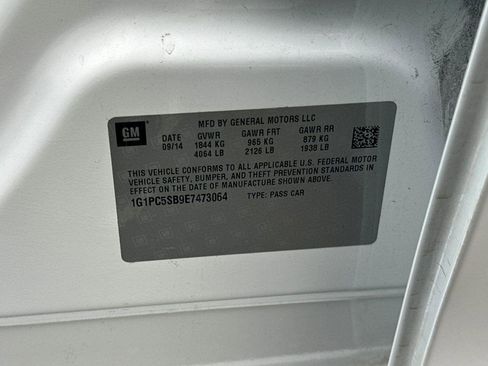 MFD BY GENERAL MOTORS LLC
GM
DATE GVWR GAWR FRT GAWR RR
09/14 1844 KG 965 KG 879 KG
4064 LB 2126 LB 1938 LB
THIS VEHICLE CONFORMS TO ALL APPLICABLE U.S. FEDERAL MOTOR
VEHICLE SAFETY, BUMPER, AND THEFT PREVENTION STANDARDS IN
EFFECT ON THE DATE OF MANUFACTURE SHOWN ABOVE.
1G1PC5SB9E7473064 TYPE: PASS CAR